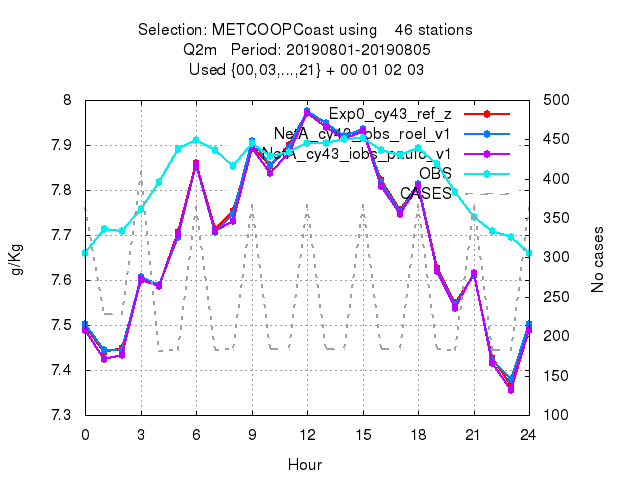 Selection: METCOOPCoast using 46 stations
Q2m Period: 20190801-20190805
Used {00,03,...,21} + 00 01 02 03
8 500
Exp0_cy43_ref_z
7.9 450
NetA_cy43_iobs_roel_v1
NetA_cy43_iobs_paulo_v1
OBS
CASES
7.8 400
7.7 350
7.6 300
7.5 250
7.4 200
7.3 150
100
g/Kg
No cases
0 3 6 9 12 15 18 21 24
Hour